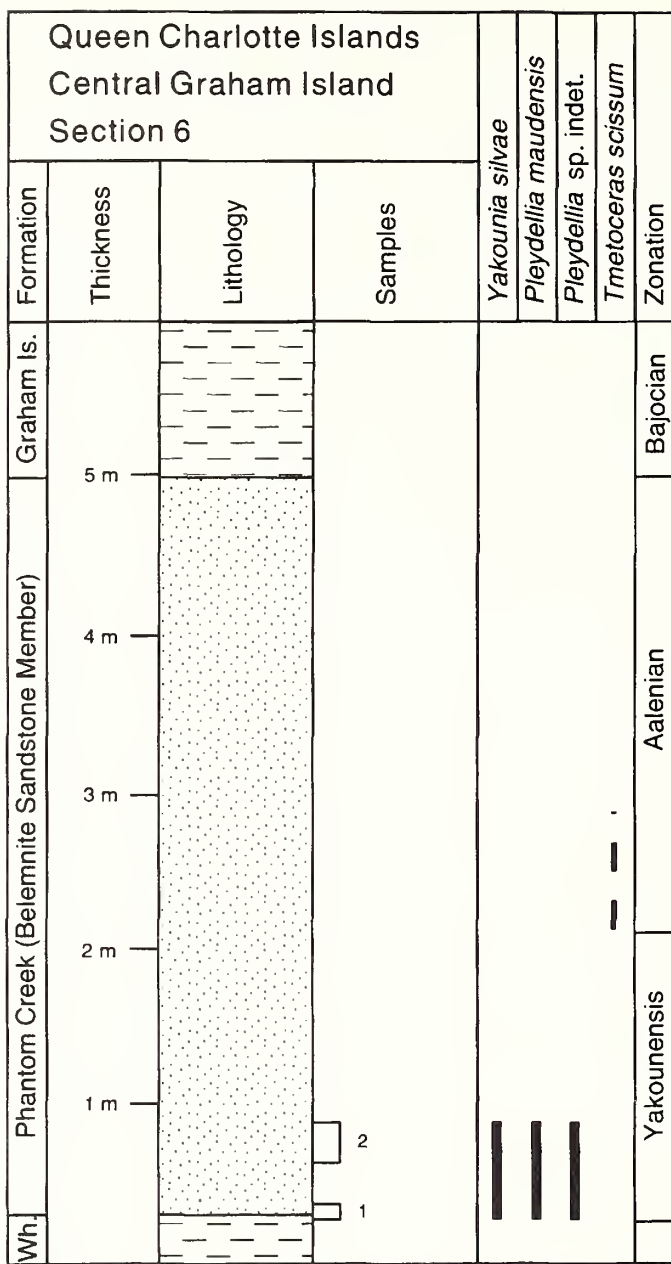 Queen Charlotte Islands
Central Graham Island
Section 6
Formation
Thickness
Lithology
Samples
Yakounia silvae
Pleydellia maudensis
Pleydellia sp. indet.
Tmetoceras scissum
Zonation
Graham Is.
Phantom Creek (Belemnite Sandstone Member)
Wh.
5 m
4 m
3 m
2 m
1 m
2
1
Bajocian
Aalenian
Yakounensis